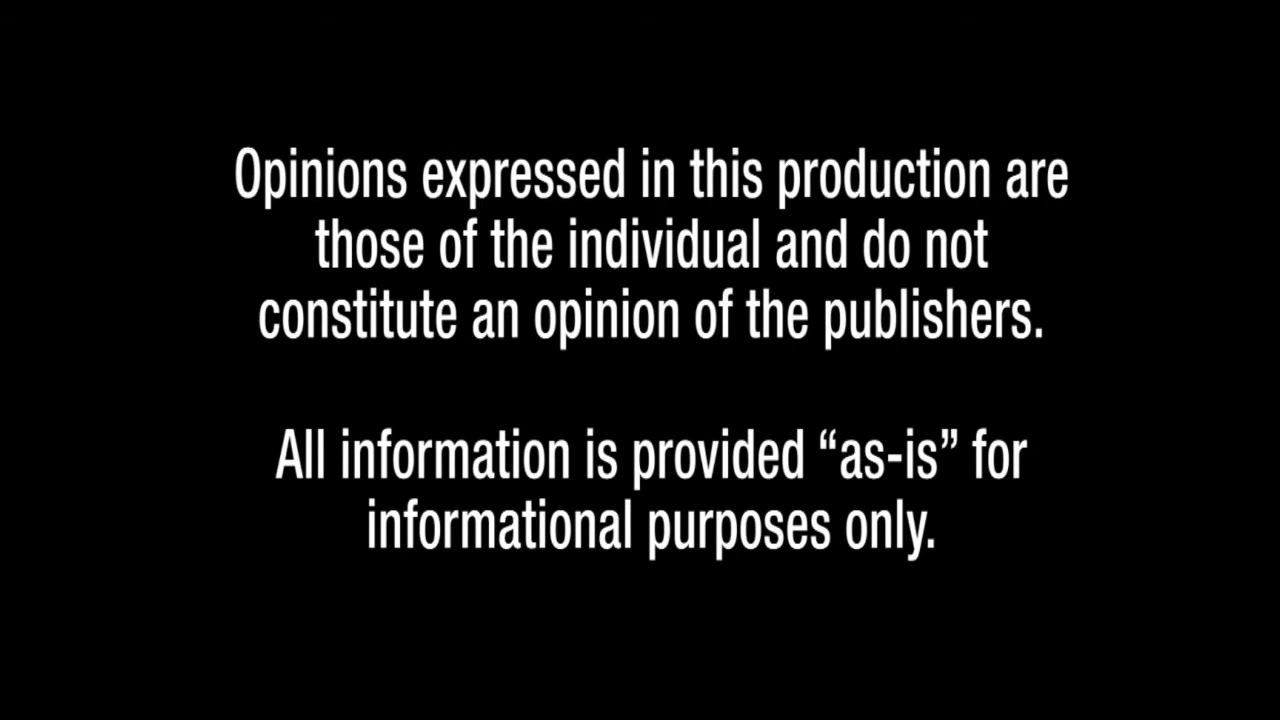 Opinions expressed in this production are
those of the individual and do not
constitute an opinion of the publishers.
All information is provided “as-is” for
informational purposes only.